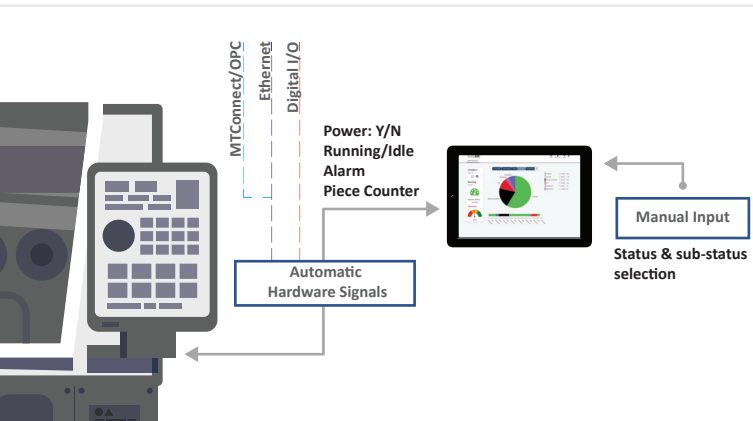 MTConnect/OPC
Ethernet
Digital I/O
Power: Y/N
Running/Idle
Alarm
Piece Counter
Automatic
Hardware Signals
Manual Input
Status & sub-status
selection